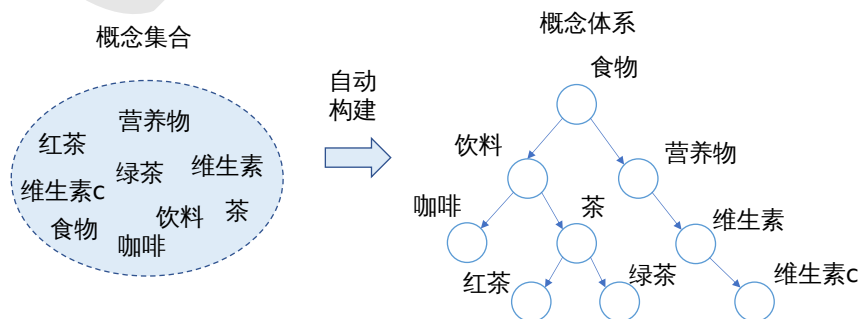 概念集合
营养物
红茶
绿茶
维生素
维生素c
饮料
茶
食物
咖啡
自动
构建
概念体系
食物
饮料
营养物
咖啡
茶
维生素
红茶
绿茶
维生素c